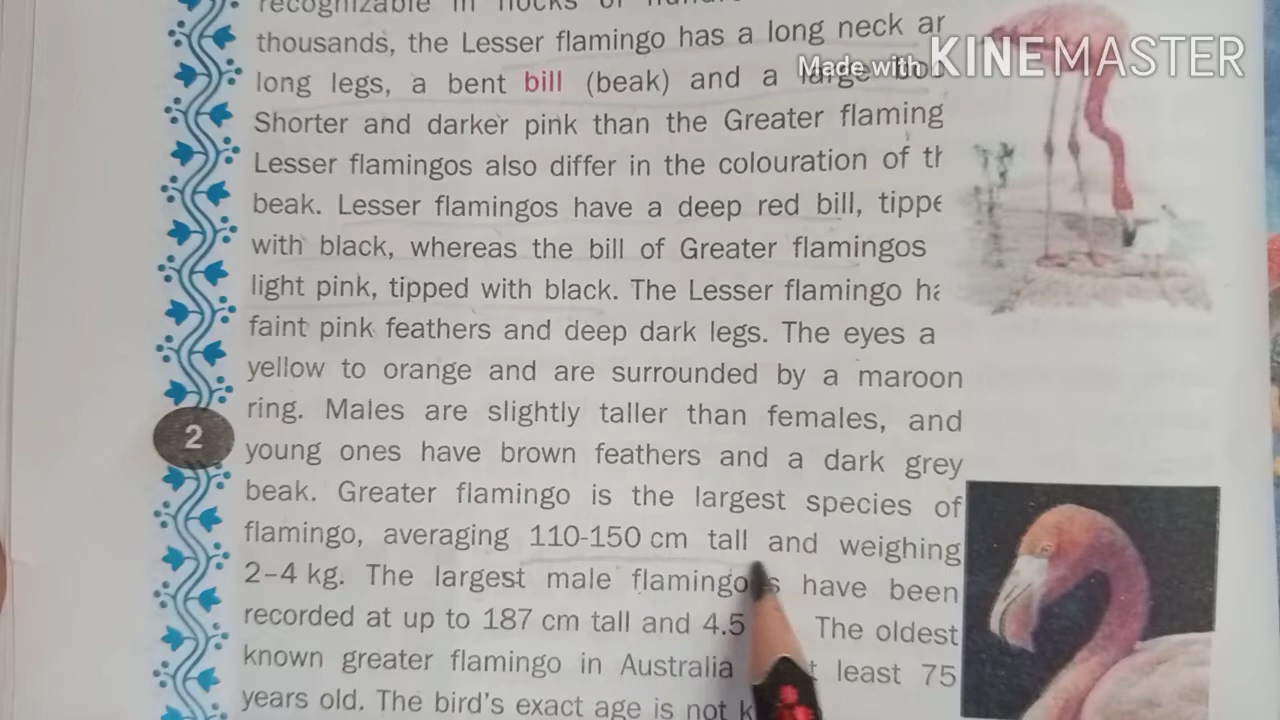 thousands, the Lesser flamingo has a long neck
Made with KINEMASTER
long legs, a bent bill (beak) and a large
Shorter and darker pink than the Greater flaming
Lesser flamingos also differ in the colouration of
beak. Lesser flamingos have a deep red bill,
with black, whereas the bill of Greater flamingos
light pink, tipped with black. The Lesser flamingo
faint pink feathers and deep dark legs. The eyes a
yellow to orange and are surrounded by a maroon
ring. Males are slightly taller than females, and
2
young ones have brown feathers and a dark grey
beak. Greater flamingo is the largest species of
flamingo, averaging 110-150 cm tall and weighing
2–4 kg. The largest male flamingos have been
recorded at up to 187 cm tall and 4.5 The oldest
known greater flamingo in Australia least 75
years old. The bird's exact age is not